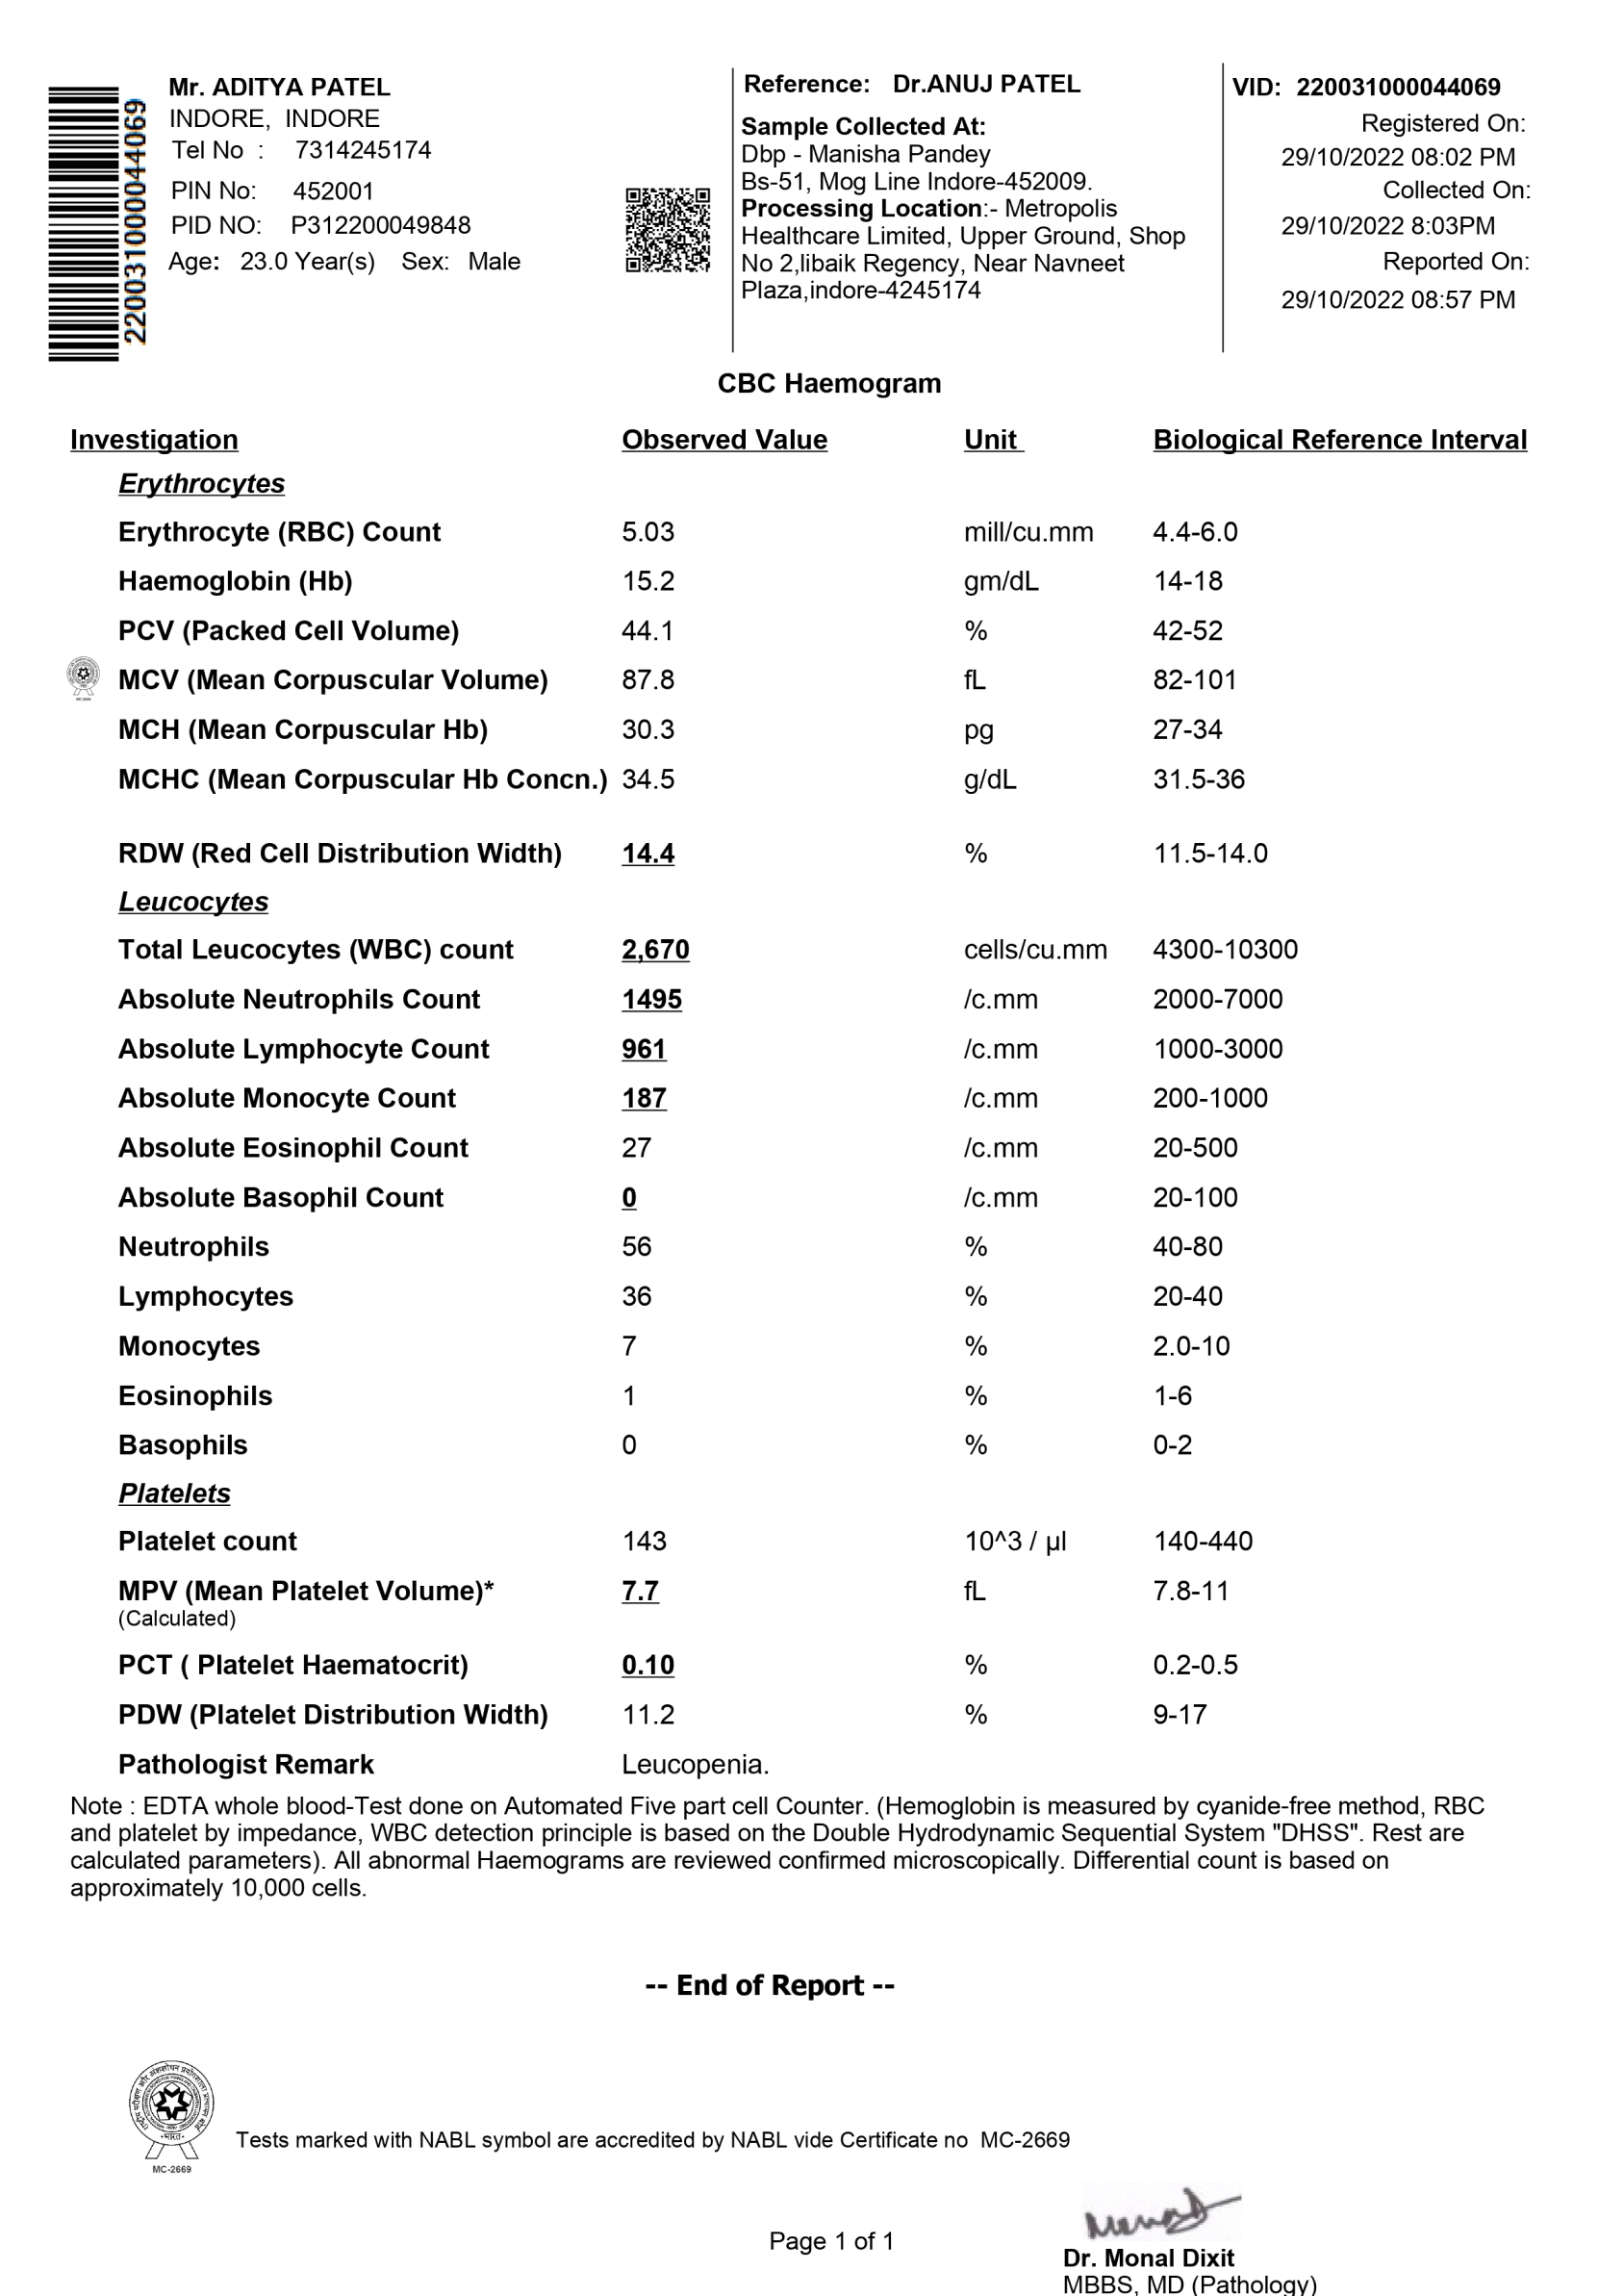 220031000044069
Mr. ADITYA PATEL
INDORE, INDORE
Tel No : 7314245174
PIN No: 452001
PID NO: P312200049848
Age: 23.0 Year(s) Sex: Male
Reference: Dr.ANUJ PATEL
Sample Collected At:
Dbp - Manisha Pandey
Bs-51, Mog Line Indore-452009.
Processing Location:- Metropolis
Healthcare Limited, Upper Ground, Shop
No 2,libaik Regency, Near Navneet
Plaza,indore-4245174
VID: 220031000044069
Registered On:
29/10/2022 08:02 PM
Collected On:
29/10/2022 8:03PM
Reported On:
29/10/2022 08:57 PM
CBC Haemogram
Investigation Observed Value Unit Biological Reference Interval
Erythrocytes
Erythrocyte (RBC) Count 5.03 mill/cu.mm 4.4-6.0
Haemoglobin (Hb) 15.2 gm/dL 14-18
PCV (Packed Cell Volume) 44.1 % 42-52
MCV (Mean Corpuscular Volume) 87.8 fL 82-101
MCH (Mean Corpuscular Hb) 30.3 pg 27-34
MCHC (Mean Corpuscular Hb Concn.) 34.5 g/dL 31.5-36
RDW (Red Cell Distribution Width) 14.4 % 11.5-14.0
Leucocytes
Total Leucocytes (WBC) count 2,670 cells/cu.mm 4300-10300
Absolute Neutrophils Count 1495 /c.mm 2000-7000
Absolute Lymphocyte Count 961 /c.mm 1000-3000
Absolute Monocyte Count 187 /c.mm 200-1000
Absolute Eosinophil Count 27 /c.mm 20-500
Absolute Basophil Count 0 /c.mm 20-100
Neutrophils 56 % 40-80
Lymphocytes 36 % 20-40
Monocytes 7 % 2.0-10
Eosinophils 1 % 1-6
Basophils 0 % 0-2
Platelets
Platelet count 143 10^3 / µl 140-440
MPV (Mean Platelet Volume)* 7.7 fL 7.8-11
(Calculated)
PCT ( Platelet Haematocrit) 0.10 % 0.2-0.5
PDW (Platelet Distribution Width) 11.2 % 9-17
Pathologist Remark Leucopenia.
Note : EDTA whole blood-Test done on Automated Five part cell Counter. (Hemoglobin is measured by cyanide-free method, RBC
and platelet by impedance, WBC detection principle is based on the Double Hydrodynamic Sequential System "DHSS". Rest are
calculated parameters). All abnormal Haemograms are reviewed confirmed microscopically. Differential count is based on
approximately 10,000 cells.
-- End of Report --
MC-2669
Tests marked with NABL symbol are accredited by NABL vide Certificate no MC-2669
Page 1 of 1
Dr. Monal Dixit
MBBS, MD (Pathology)